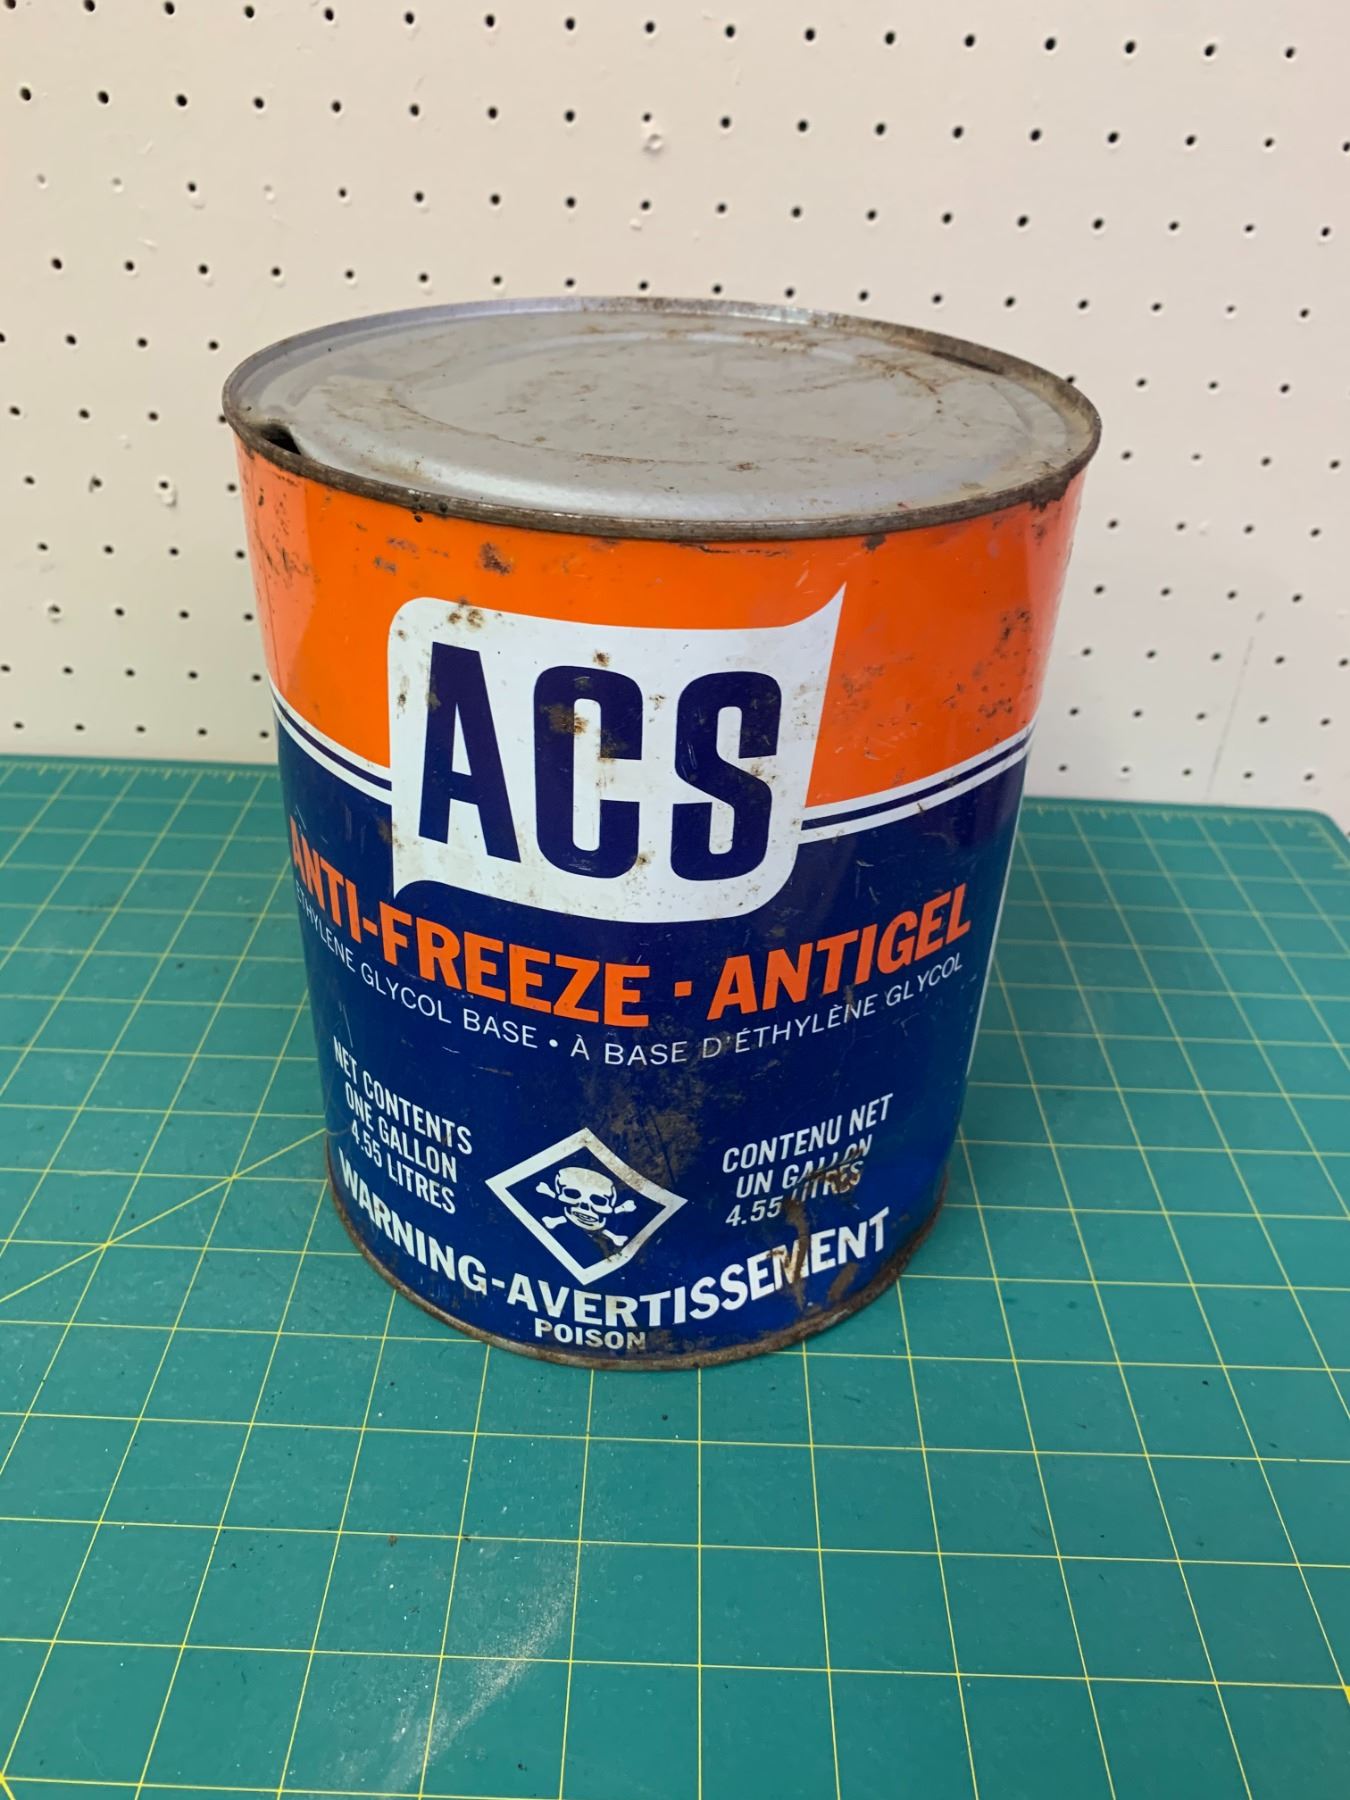 ACS
ANTI-FREEZE · ANTIGEL
ETHYLENE GLYCOL BASE • À BASE D'ÉTHYLÈNE GLYCOL
NET CONTENTS
ONE GALLON
4.55 LITRES
CONTENU NET
UN GALLON
4.55 LITRES
WARNING-AVERTISSEMENT
POISON